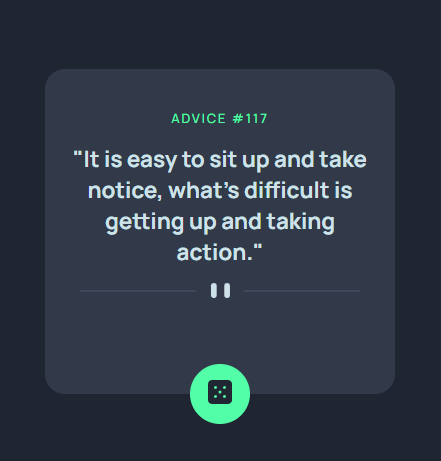 ADVICE #117
"It is easy to sit up and take
notice, what's difficult is
getting up and taking
action."